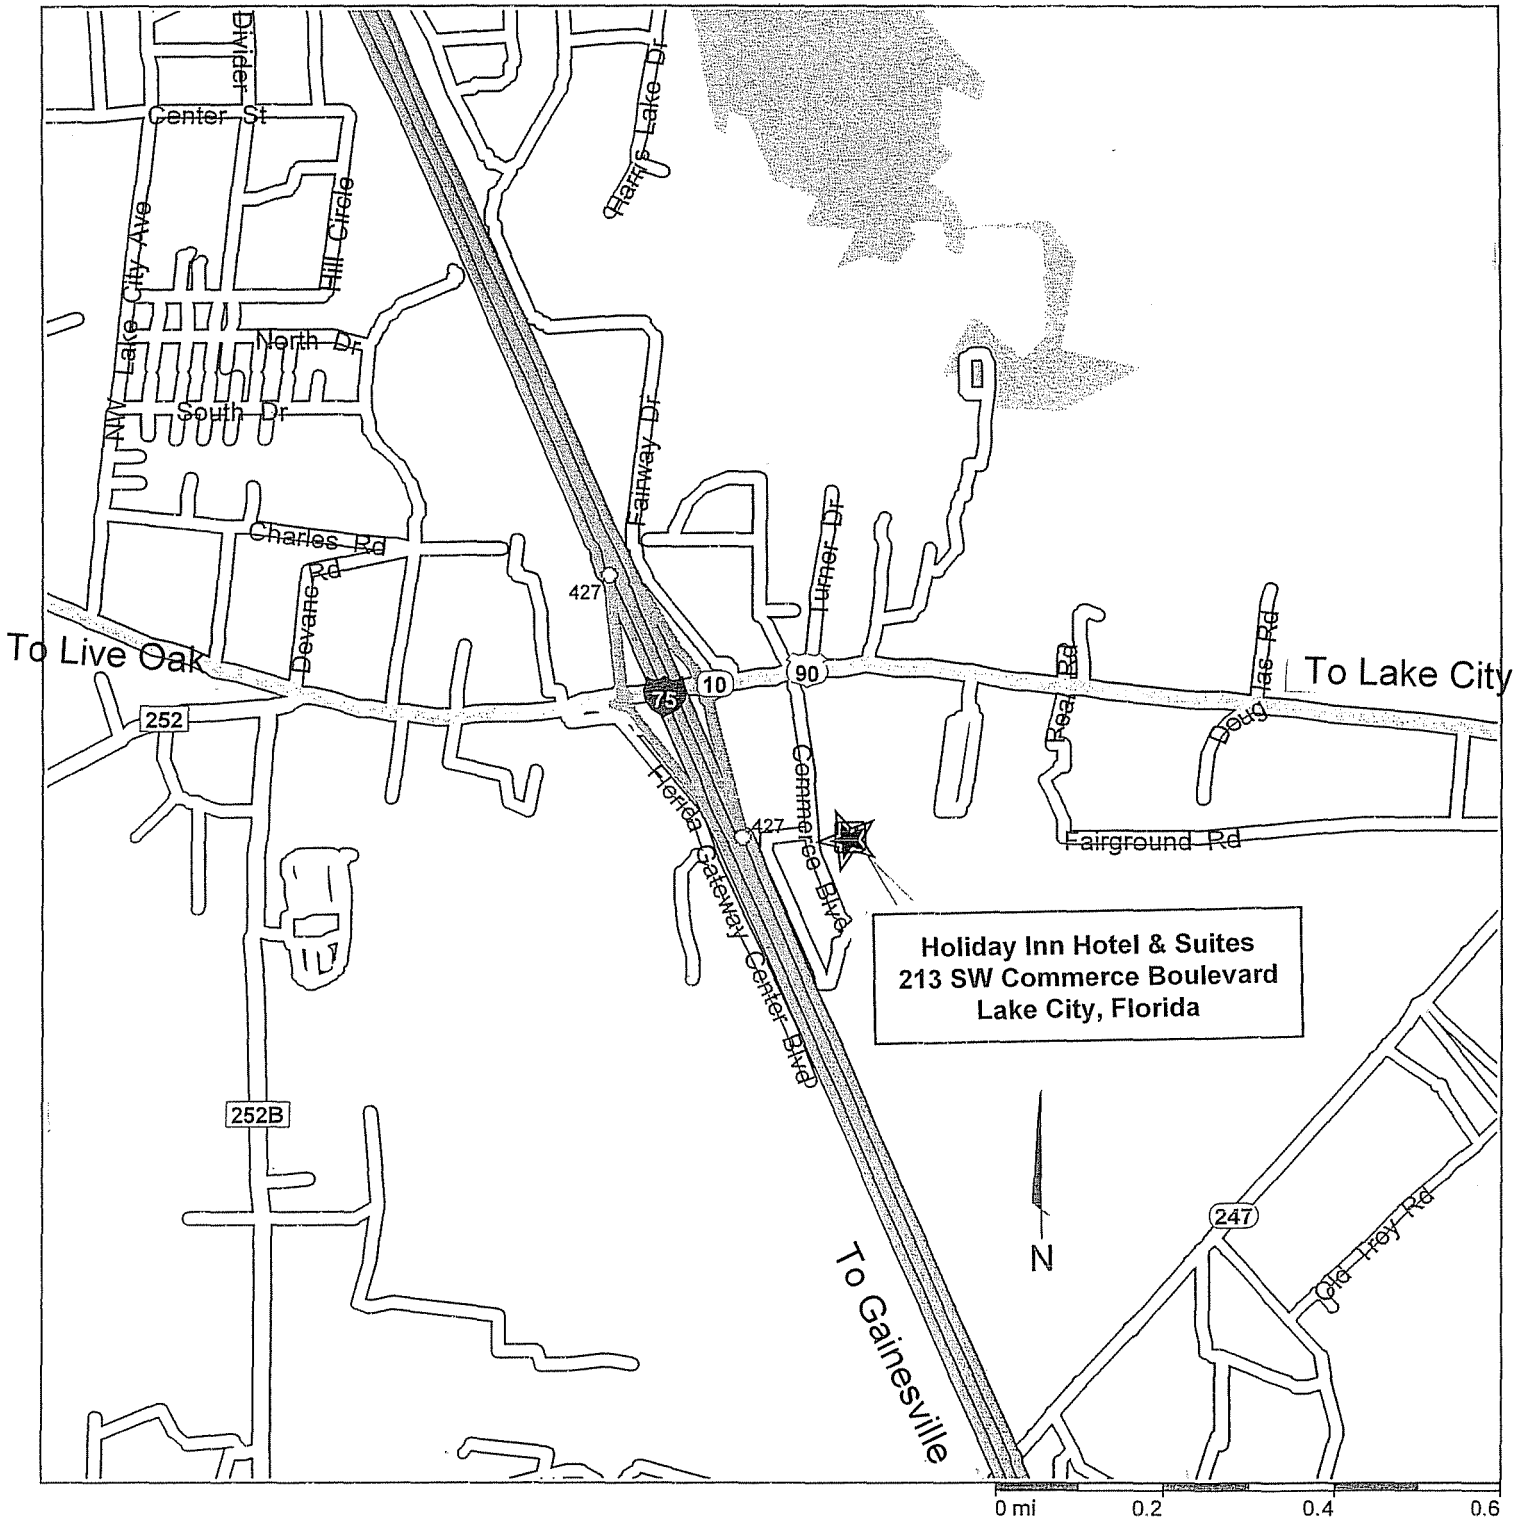 Divider
Center St
Harris Lake Dr
Hill Circle
NW Lake City Ave
North Dr
South Dr
Fairway Dr
Charles Rd
Devane Rd
Turner Dr
427
To Live Oak
To Lake City
Real Rd
Douglas Rd
10
90
75
252
Florida Gateway Center Blvd
Commerce Blvd
427
Fairground Rd
Holiday Inn Hotel & Suites
213 SW Commerce Boulevard
Lake City, Florida
252B
N
247
Old Troy Rd
To Gainesville
0 mi 0.2 0.4 0.6